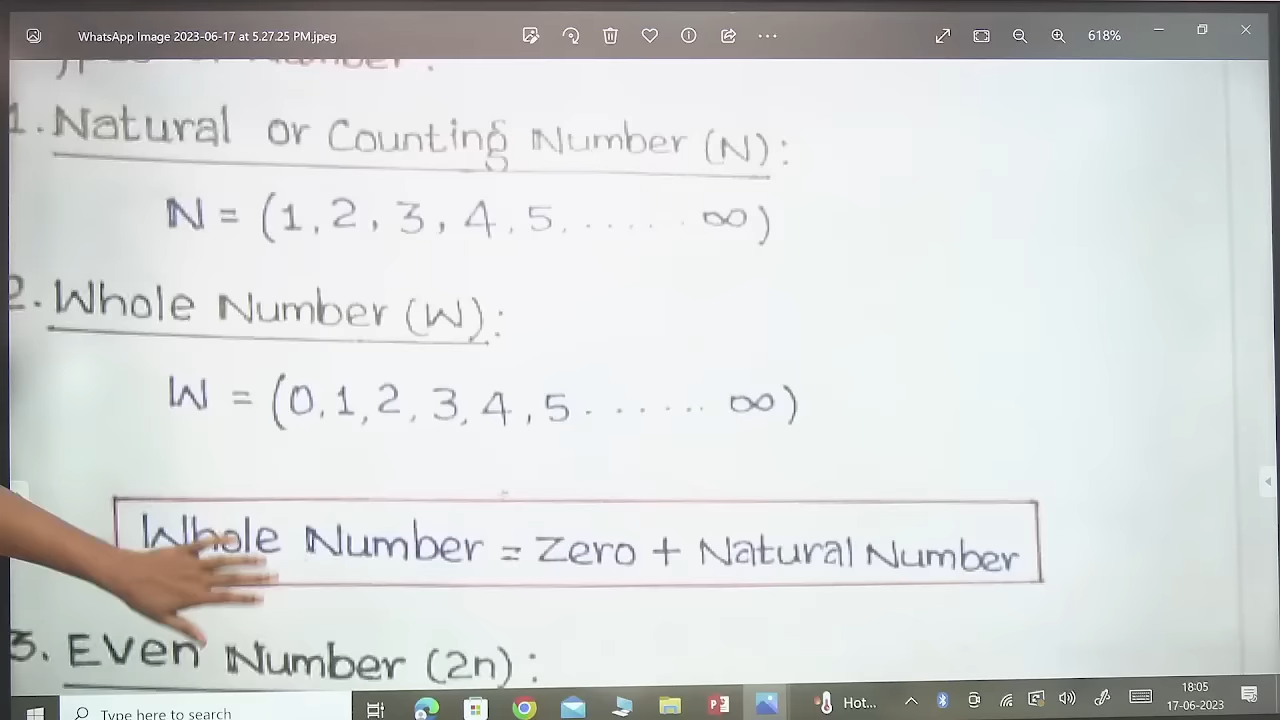 WhatsApp Image 2023-06-17 at 5.27.25 PM.jpeg
618%
1. Natural or Counting Number (N):
N = (1, 2, 3, 4, 5, ...... ∞)
2. Whole Number (W):
W = (0, 1, 2, 3, 4, 5 ....... ∞)
Whole Number = Zero + Natural Number
3. Even Number (2n):
Type here to search
Hot...
18:05
17-06-2023